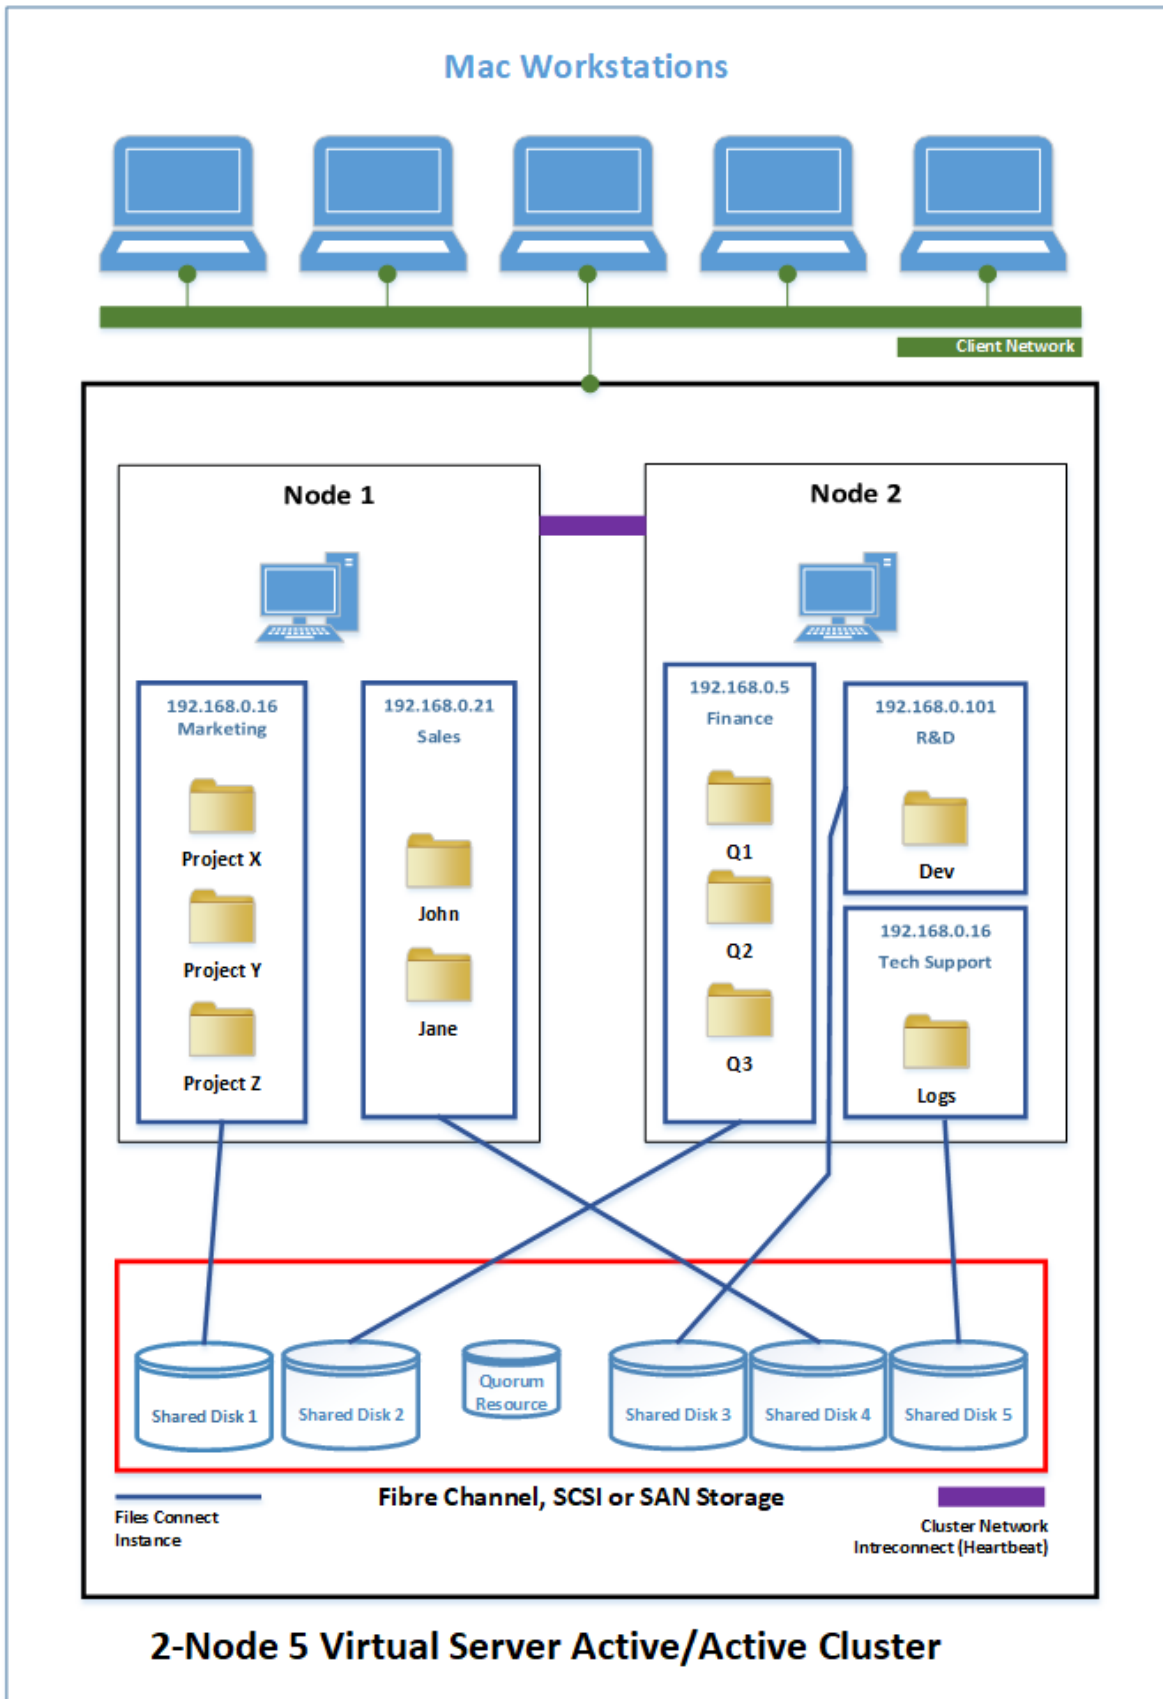 Mac Workstations
Client Network
Node 1
Node 2
192.168.0.16
Marketing
Project X
Project Y
Project Z
192.168.0.21
Sales
John
Jane
192.168.0.5
Finance
Q1
Q2
Q3
192.168.0.101
R&D
Dev
192.168.0.16
Tech Support
Logs
Shared Disk 1
Shared Disk 2
Quorum
Resource
Shared Disk 3
Shared Disk 4
Shared Disk 5
Files Connect
Instance
Fibre Channel, SCSI or SAN Storage
Cluster Network
Intreconnect (Heartbeat)
2-Node 5 Virtual Server Active/Active Cluster